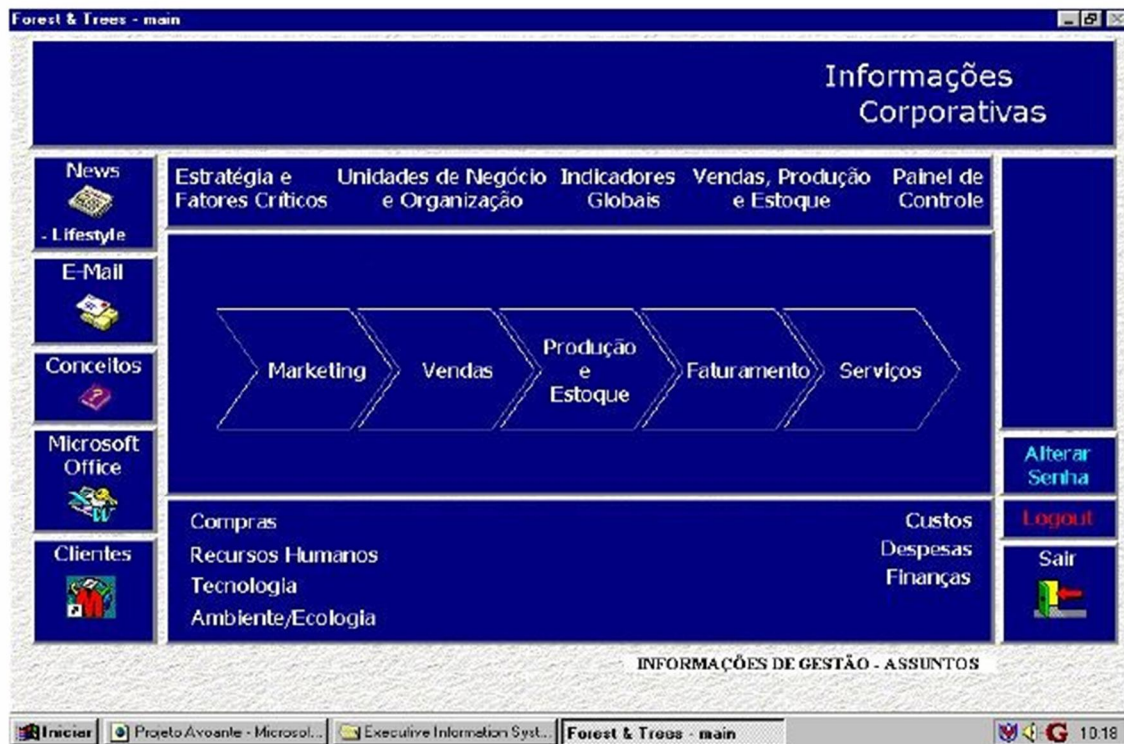 Forest & Trees - main
Informações
Corporativas
News
- Lifestyle
E-Mail
Conceitos
Microsoft
Office
Clientes
Estratégia e
Fatores Críticos
Unidades de Negócio
e Organização
Indicadores
Globais
Vendas, Produção
e Estoque
Painel de
Controle
Marketing
Vendas
Produção
e
Estoque
Faturamento
Serviços
Compras
Recursos Humanos
Tecnologia
Ambiente/Ecologia
Custos
Despesas
Finanças
Alterar
Senha
Logout
Sair
INFORMAÇÕES DE GESTÃO - ASSUNTOS
Iniciar
Projeto Avoante - Microsol...
Executive Information Syst...
Forest & Trees - main
10:18